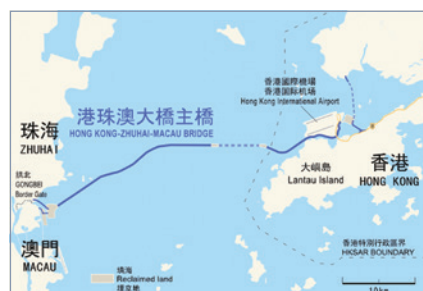 香港國際機場
香港国际机场
Hong Kong International Airport
港珠澳大橋主橋
HONG KONG-ZHUHAI-MACAU BRIDGE
珠海
ZHUHAI
大嶼島
Lantau Island
香港
HONG KONG
拱北
GONGBEI
Border Gate
澳門
MACAU
填海
Reclaimed land
填立地
香港特別行政區界
HKSAR BOUNDARY
10km